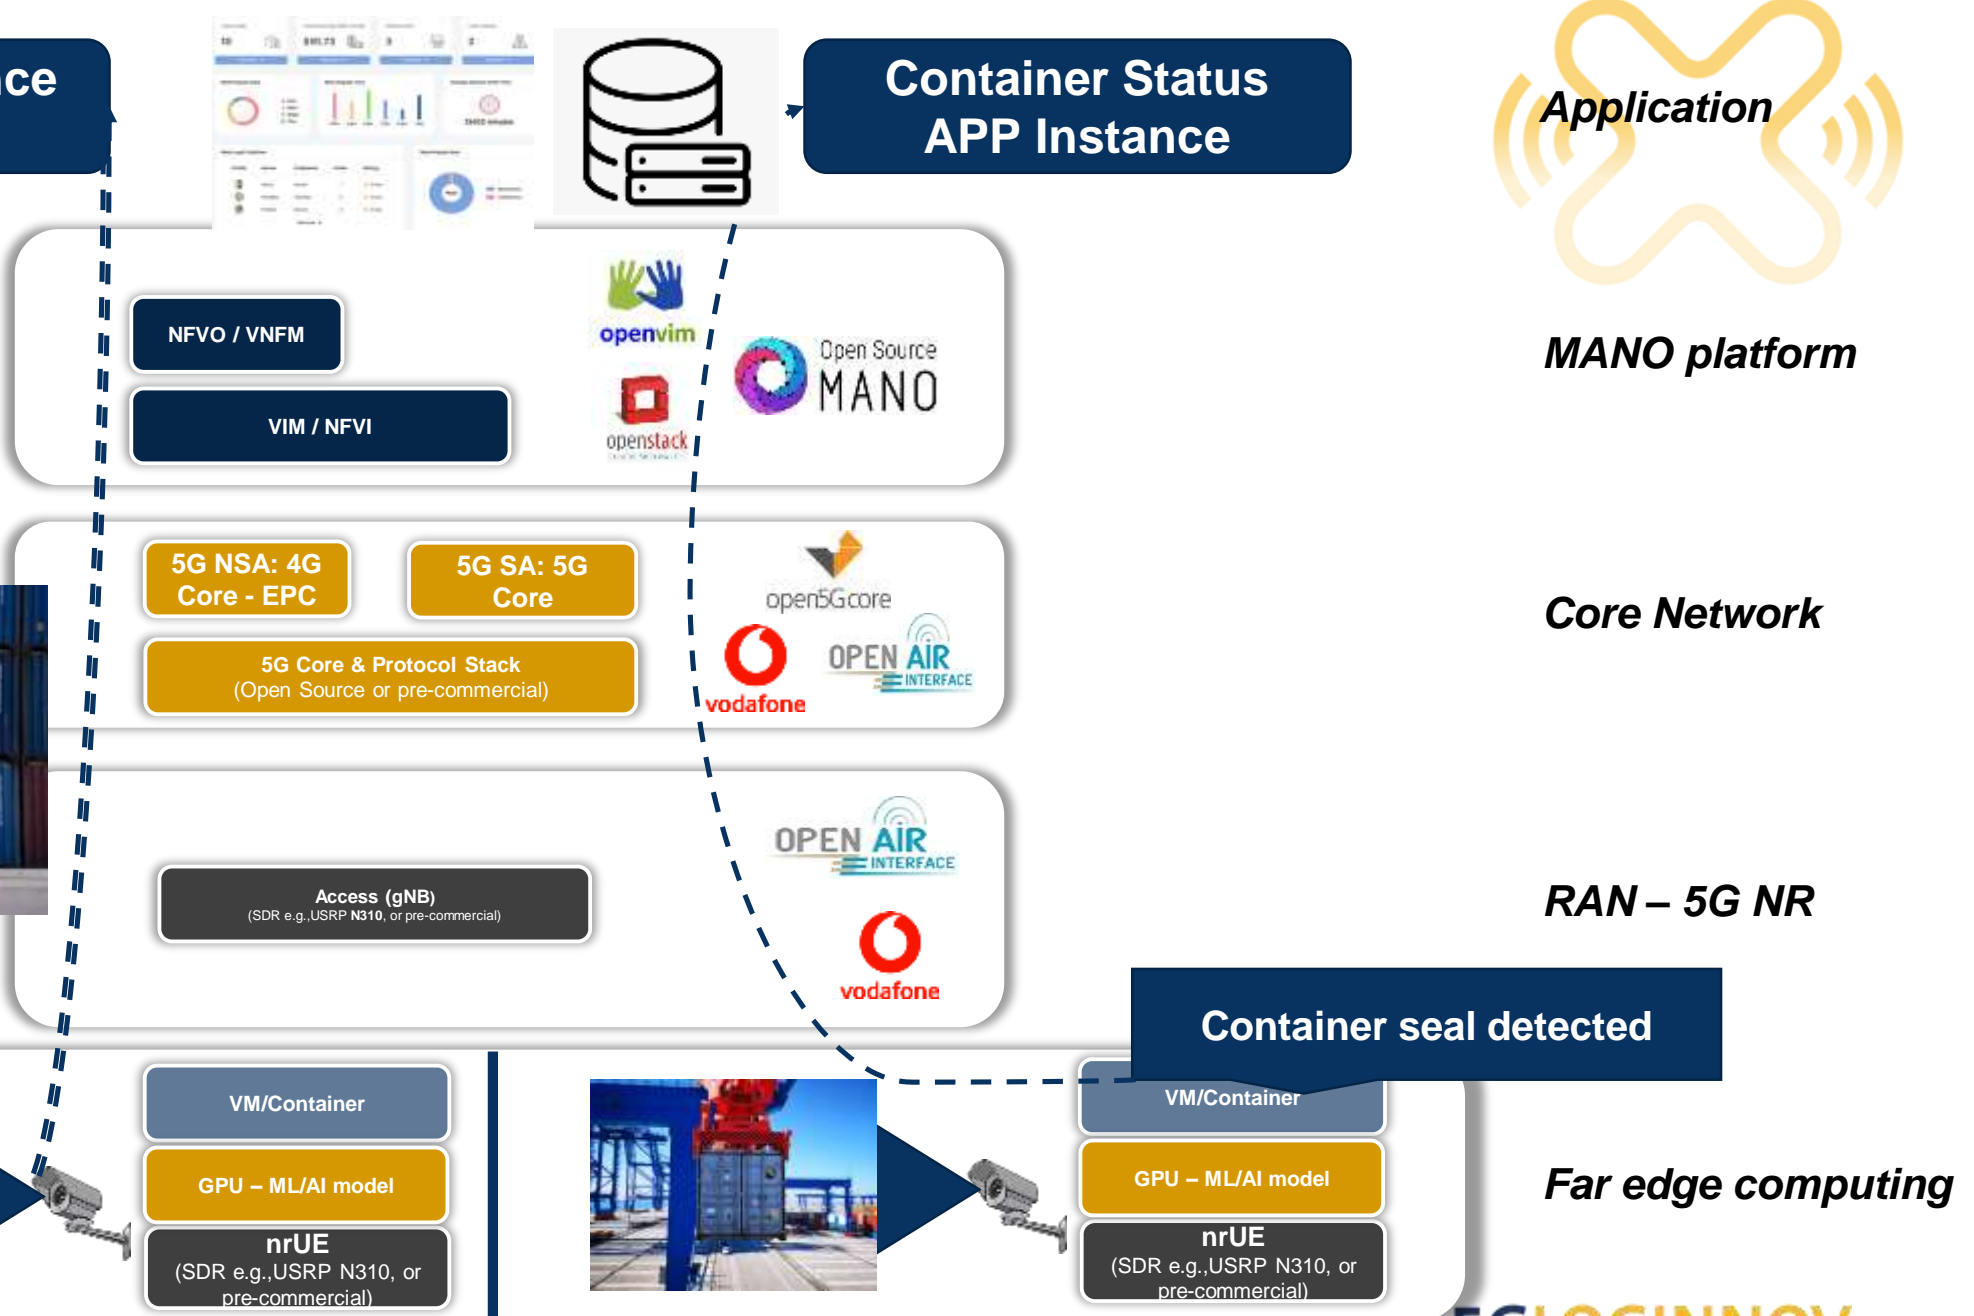 nce
Container Status
APP Instance
Application
NFVO / VNFM
VIM / NFVI
openvim
openstack
Open Source
MANO
MANO platform
5G NSA: 4G
Core - EPC
5G SA: 5G
Core
5G Core & Protocol Stack
(Open Source or pre-commercial)
open5Gcore
vodafone
OPEN AIR
INTERFACE
Core Network
Access (gNB)
(SDR e.g.,USRP N310, or pre-commercial)
OPEN AIR
INTERFACE
vodafone
RAN – 5G NR
Container seal detected
VM/Container
GPU – ML/AI model
nrUE
(SDR e.g.,USRP N310, or
pre-commercial)
VM/Container
GPU – ML/AI model
nrUE
(SDR e.g.,USRP N310, or
pre-commercial)
Far edge computing
5GLOGINNOV